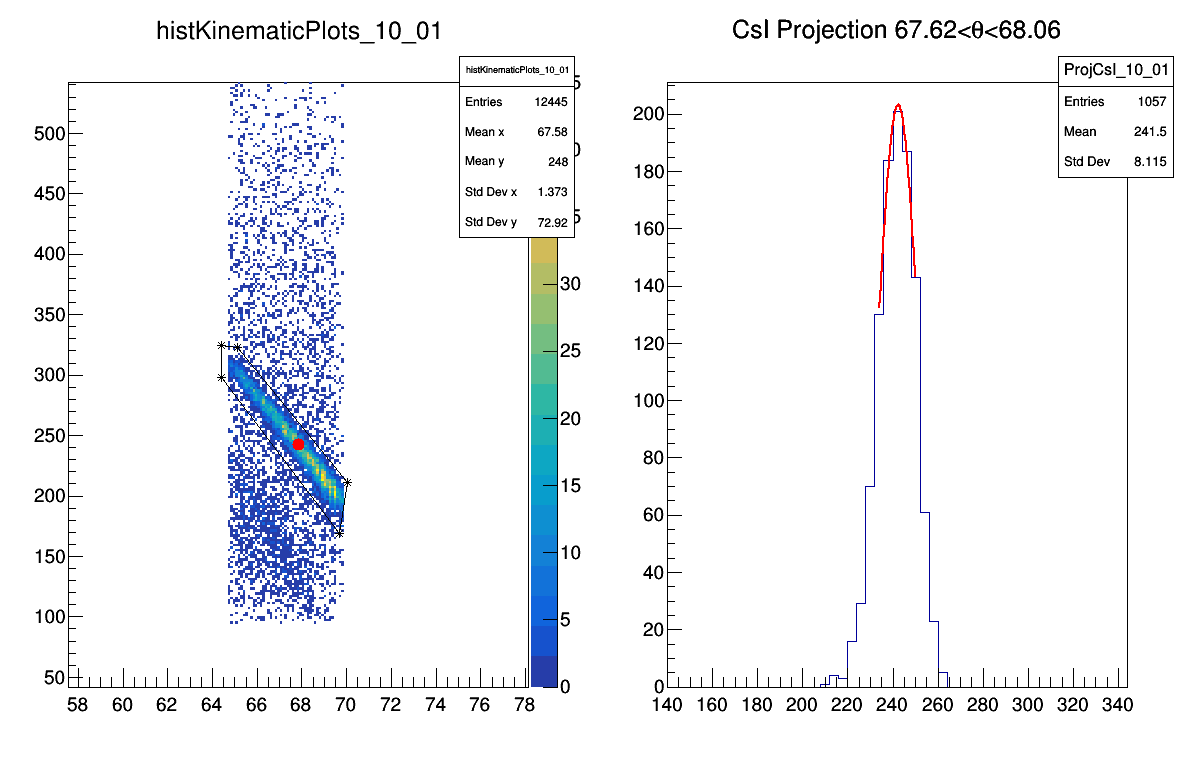 histKinematicPlots_10_01
histKinematicPlots_10_01
Entries 12445
Mean x 67.58
Mean y 248
Std Dev x 1.373
Std Dev y 72.92
500
450
400
350
300
250
200
150
100
50
58 60 62 64 66 68 70 72 74 76 78
30
25
20
15
10
5
0
CsI Projection 67.62<θ<68.06
ProjCsI_10_01
Entries 1057
Mean 241.5
Std Dev 8.115
200
180
160
140
120
100
80
60
40
20
0
140 160 180 200 220 240 260 280 300 320 340